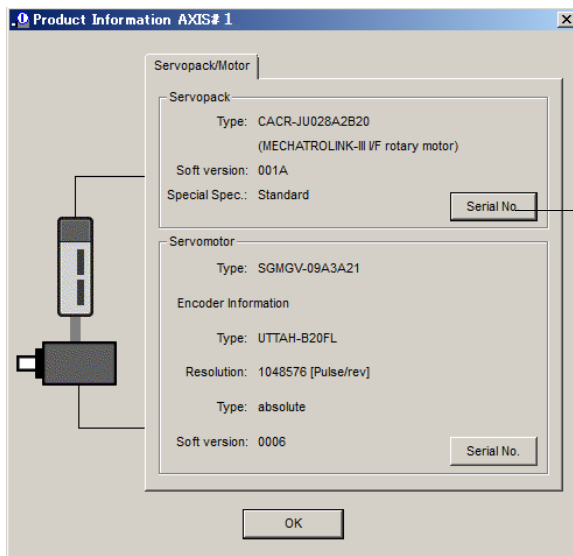 Product Information AXIS# 1
Servopack/Motor
Servopack
Type: CACR-JU028A2B20
(MECHATROLINK-III I/F rotary motor)
Soft version: 001A
Special Spec.: Standard
Serial No.
Servomotor
Type: SGMGV-09A3A21
Encoder Information
Type: UTTAH-B20FL
Resolution: 1048576 [Pulse/rev]
Type: absolute
Soft version: 0006
Serial No.
OK